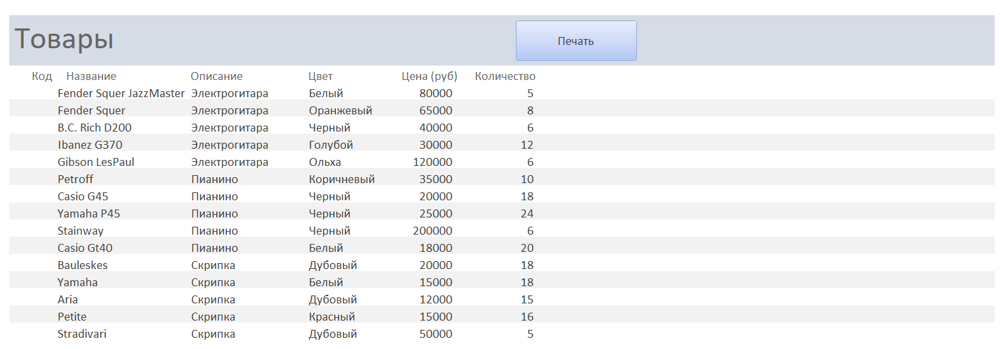 Товары
Печать
Код Название Описание Цвет Цена (руб) Количество
Fender Squer JazzMaster Электрогитара Белый 80000 5
Fender Squer Электрогитара Оранжевый 65000 8
B.C. Rich D200 Электрогитара Черный 40000 6
Ibanez G370 Электрогитара Голубой 30000 12
Gibson LesPaul Электрогитара Ольха 120000 6
Petroff Пианино Коричневый 35000 10
Casio G45 Пианино Черный 20000 18
Yamaha P45 Пианино Черный 25000 24
Stainway Пианино Черный 200000 6
Casio Gt40 Пианино Белый 18000 20
Bauleskes Скрипка Дубовый 20000 18
Yamaha Скрипка Белый 15000 18
Aria Скрипка Дубовый 12000 15
Petite Скрипка Красный 15000 16
Stradivari Скрипка Дубовый 50000 5